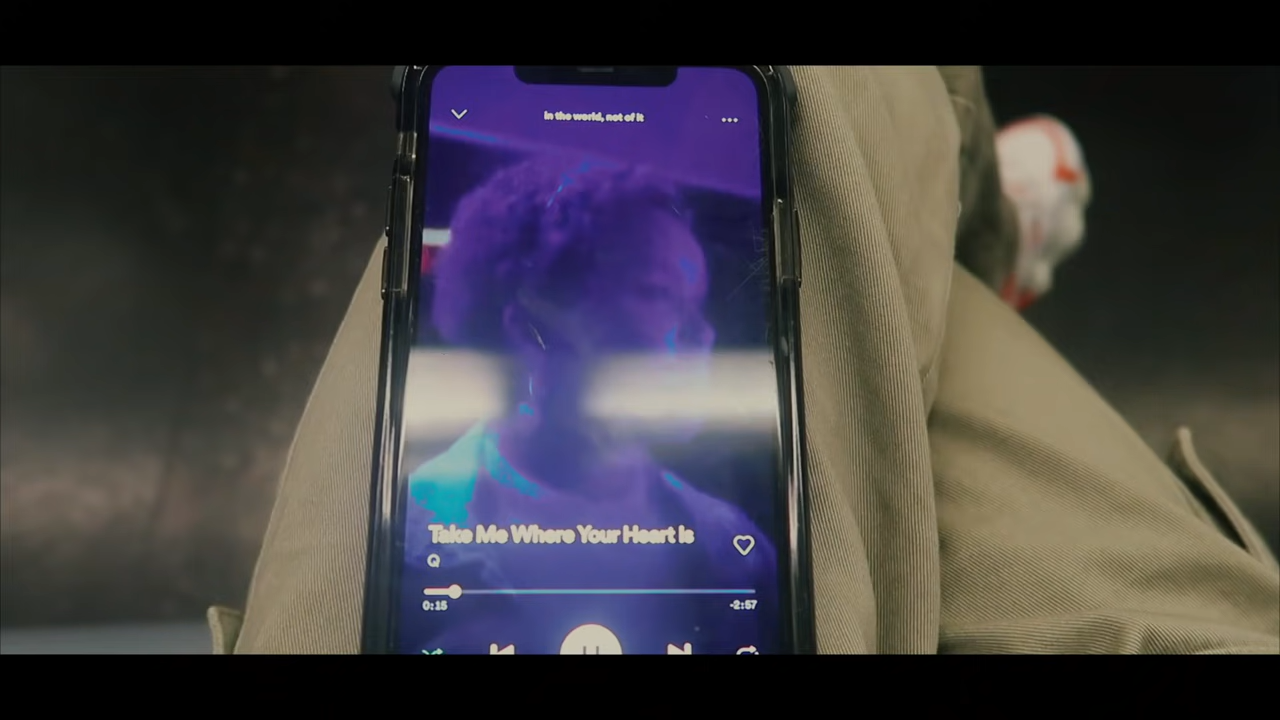 in the world, not of it
Take Me Where Your Heart Is
Q
0:15
-2:57